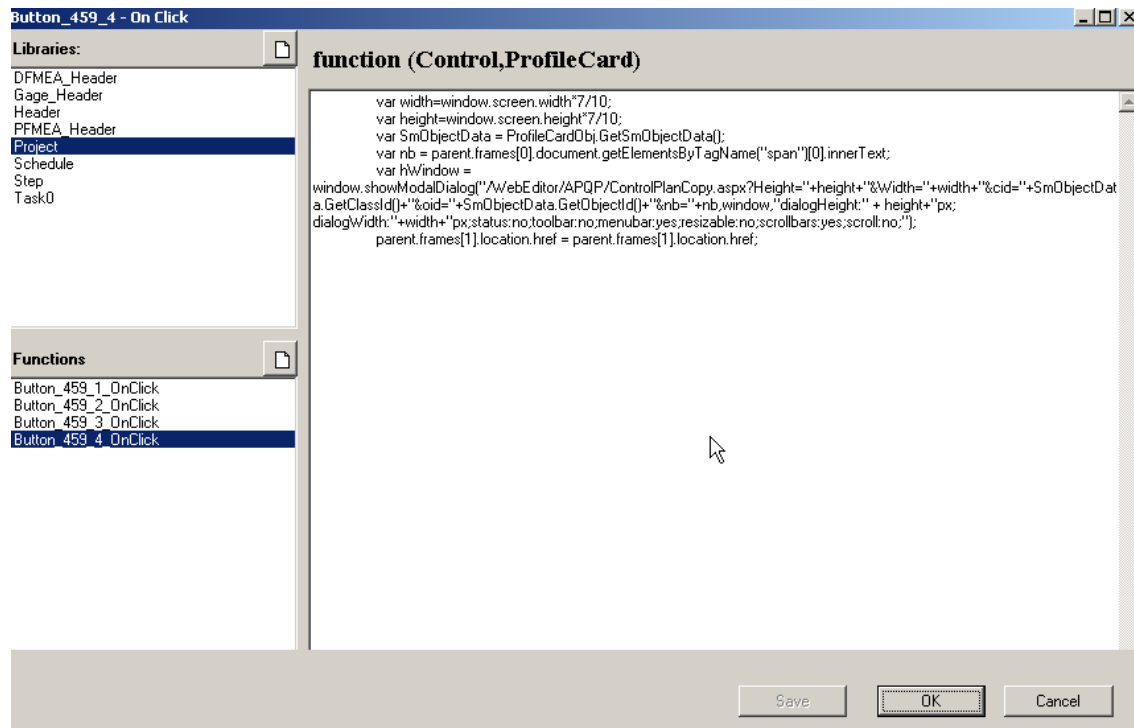 Button_459_4 - On Click
Libraries:
DFMEA_Header
Gage_Header
Header
PFMEA_Header
Project
Schedule
Step
Task0
Functions
Button_459_1_OnClick
Button_459_2_OnClick
Button_459_3_OnClick
Button_459_4_OnClick
function (Control,ProfileCard)
var width=window.screen.width*7/10;
var height=window.screen.height*7/10;
var SmObjectData = ProfileCardObj.GetSmObjectData();
var nb = parent.frames[0].document.getElementsByTagName("span")[0].innerText;
var hWindow =
window.showModalDialog("/WebEditor/APQP/ControlPlanCopy.aspx?Height="+height+"&Width="+width+"&cid="+SmObjectDat
a.GetClassId()+"&oid="+SmObjectData.GetObjectId()+"&nb="+nb,window,"dialogHeight:" + height+"px;
dialogWidth:"+width+"px;status:no;toolbar:no;menubar:yes;resizable:no;scrollbars:yes;scroll:no;");
parent.frames[1].location.href = parent.frames[1].location.href;
Save
OK
Cancel